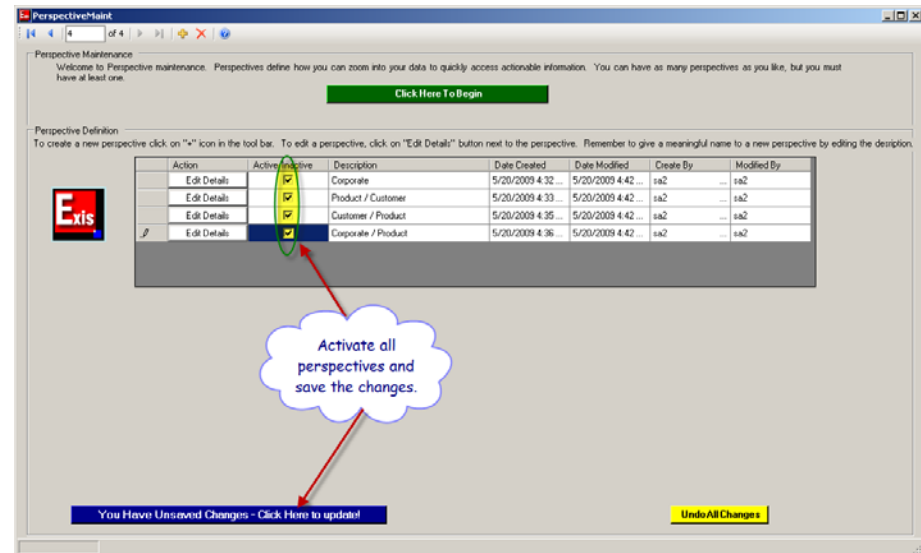 PerspectiveMaint
4 of 4
Perspective Maintenance
Welcome to Perspective maintenance. Perspectives define how you can zoom into your data to quickly access actionable information. You can have as many perspectives as you like, but you must
have at least one.
Click Here To Begin
Perspective Definition
To create a new perspective click on "+" icon in the tool bar. To edit a perspective, click on "Edit Details" button next to the perspective. Remember to give a meaningful name to a new perspective by editing the desription.
Action Active/Inactive Description Date Created Date Modified Create By Modified By
Edit Details Corporate 5/20/2009 4:32 ... 5/20/2009 4:42 ... sa2 ... sa2
Edit Details Product / Customer 5/20/2009 4:33 ... 5/20/2009 4:42 ... sa2 ... sa2
Edit Details Customer / Product 5/20/2009 4:35 ... 5/20/2009 4:42 ... sa2 ... sa2
Edit Details Corporate / Product 5/20/2009 4:36 ... 5/20/2009 4:42 ... sa2 ... sa2
Exis
Activate all
perspectives and
save the changes.
You Have Unsaved Changes - Click Here to update!
Undo All Changes